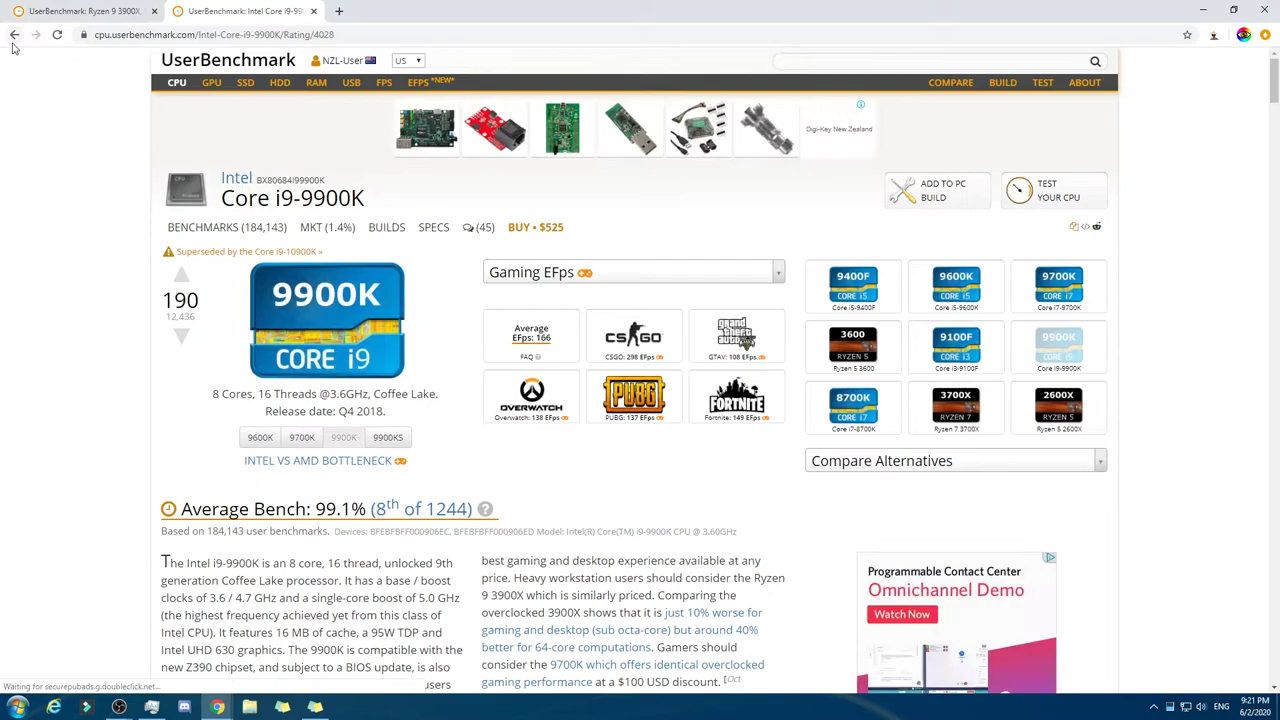 UserBenchmark: Ryzen 9 3900X,
UserBenchmark: Intel Core i9-99
cpu.userbenchmark.com/Intel-Core-i9-9900K/Rating/4028
UserBenchmark NZL-User US
CPU GPU SSD HDD RAM USB FPS EFPS *NEW* COMPARE BUILD TEST ABOUT
Digi-Key New Zealand
Intel BX80684I99900K
Core i9-9900K
ADD TO PC
BUILD
TEST
YOUR CPU
BENCHMARKS (184,143) MKT (1.4%) BUILDS SPECS (45) BUY • $525
Superseded by the Core i9-10900K »
190
12,436
9900K
CORE i9
8 Cores, 16 Threads @3.6GHz, Coffee Lake.
Release date: Q4 2018.
9600K 9700K 9900K 9900KS
INTEL VS AMD BOTTLENECK
Gaming EFps
Average
EFps: 166
FAQ
CS GO
CSGO: 298 EFps
grand theft auto V
GTAV: 108 EFps
OVERWATCH
Overwatch: 138 EFps
PUBG
PUBG: 137 EFps
FORTNITE
Fortnite: 149 EFps
9400F
CORE i5
Core i5-9400F
9600K
CORE i5
Core i5-9600K
9700K
CORE i7
Core i7-9700K
3600
RYZEN 5
Ryzen 5 3600
9100F
CORE i3
Core i3-9100F
9900K
CORE i9
Core i9-9900K
8700K
CORE i7
Core i7-8700K
3700X
RYZEN 7
Ryzen 7 3700X
2600X
RYZEN 5
Ryzen 5 2600X
Compare Alternatives
Average Bench: 99.1% (8th of 1244)
Based on 184,143 user benchmarks. Devices: BFEBFBFF000906EC, BFEBFBFF000906ED Model: Intel(R) Core(TM) i9-9900K CPU @ 3.60GHz
The Intel i9-9900K is an 8 core, 16 thread, unlocked 9th
generation Coffee Lake processor. It has a base / boost
clocks of 3.6 / 4.7 GHz and a single-core boost of 5.0 GHz
(the highest frequency achieved yet from this class of
Intel CPU). It features 16 MB of cache, a 95W TDP and
Intel UHD 630 graphics. The 9900K is compatible with the
new Z390 chipset, and subject to a BIOS update, is also
users
best gaming and desktop experience available at any
price. Heavy workstation users should consider the Ryzen
9 3900X which is similarly priced. Comparing the
overclocked 3900X shows that it is just 10% worse for
gaming and desktop (sub octa-core) but around 40%
better for 64-core computations. Gamers should
consider the 9700K which offers identical overclocked
gaming performance at a $100 USD discount. [Oct
Programmable Contact Center
Omnichannel Demo
Watch Now
Waiting for securepubads.g.doubleclick.net...
ENG
9:21 PM
6/2/2020